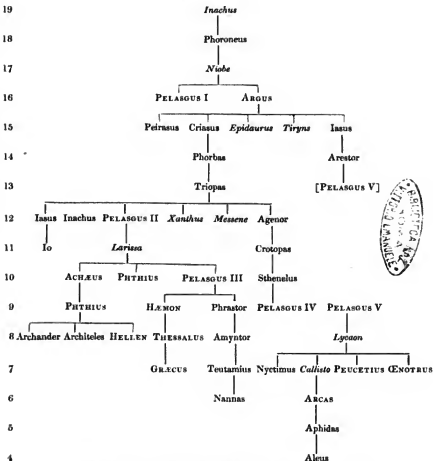 19 Inachus
18 Phoroneus
17 Niobe
16 PELASGUS I ARGUS
15 Peirasus Criasus Epidaurus Tiryns Iasus
14 Phorbas Arestor
13 Triopas [PELASGUS V]
12 Iasus Inachus PELASGUS II Xanthus Messene Agenor
11 Io Larissa Crotopas
10 ACHÆUS PHTHIUS PELASGUS III Sthenelus
9 PHTHIUS HÆMON Phrastor PELASGUS IV PELASGUS V
8 Archander Architeles HELLEN THESSALUS Amyntor Lycaon
7 GRÆCUS Teutamius Nyctimus Callisto PEUCETIUS ŒNOTRUS
6 Nannas ARCAS
5 Aphidas
4 Aleus
VITTORIO EMANUELE